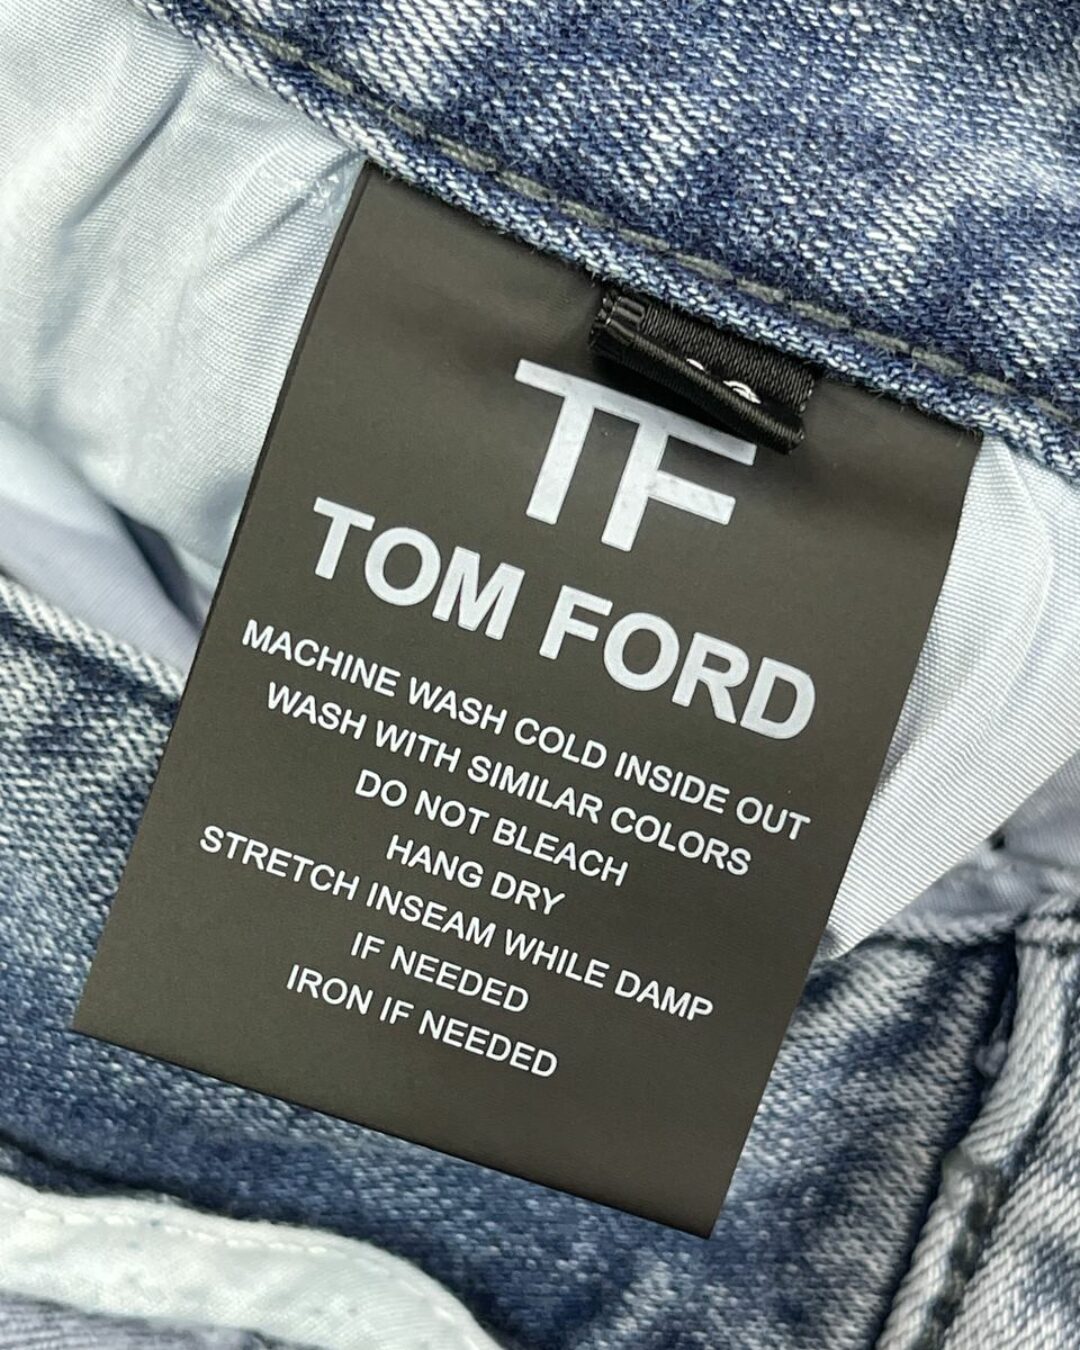 TF
TOM FORD
MACHINE WASH COLD INSIDE OUT
WASH WITH SIMILAR COLORS
DO NOT BLEACH
HANG DRY
STRETCH INSEAM WHILE DAMP
IF NEEDED
IRON IF NEEDED